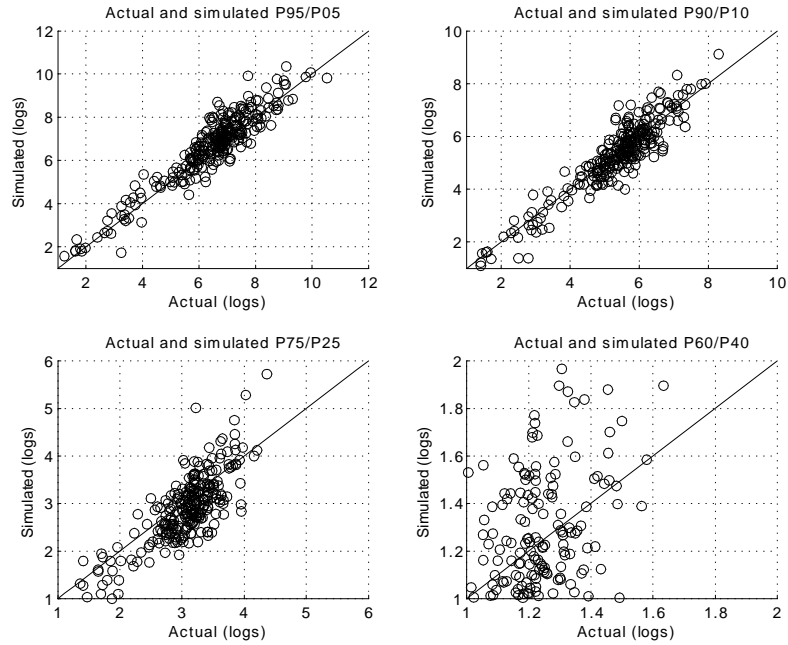 Actual and simulated P95/P05
12
10
8
6
4
2
Simulated (logs)
2 4 6 8 10 12
Actual (logs)
Actual and simulated P90/P10
10
8
6
4
2
Simulated (logs)
2 4 6 8 10
Actual (logs)
Actual and simulated P75/P25
6
5
4
3
2
1
Simulated (logs)
1 2 3 4 5 6
Actual (logs)
Actual and simulated P60/P40
2
1.8
1.6
1.4
1.2
1
Simulated (logs)
1 1.2 1.4 1.6 1.8 2
Actual (logs)